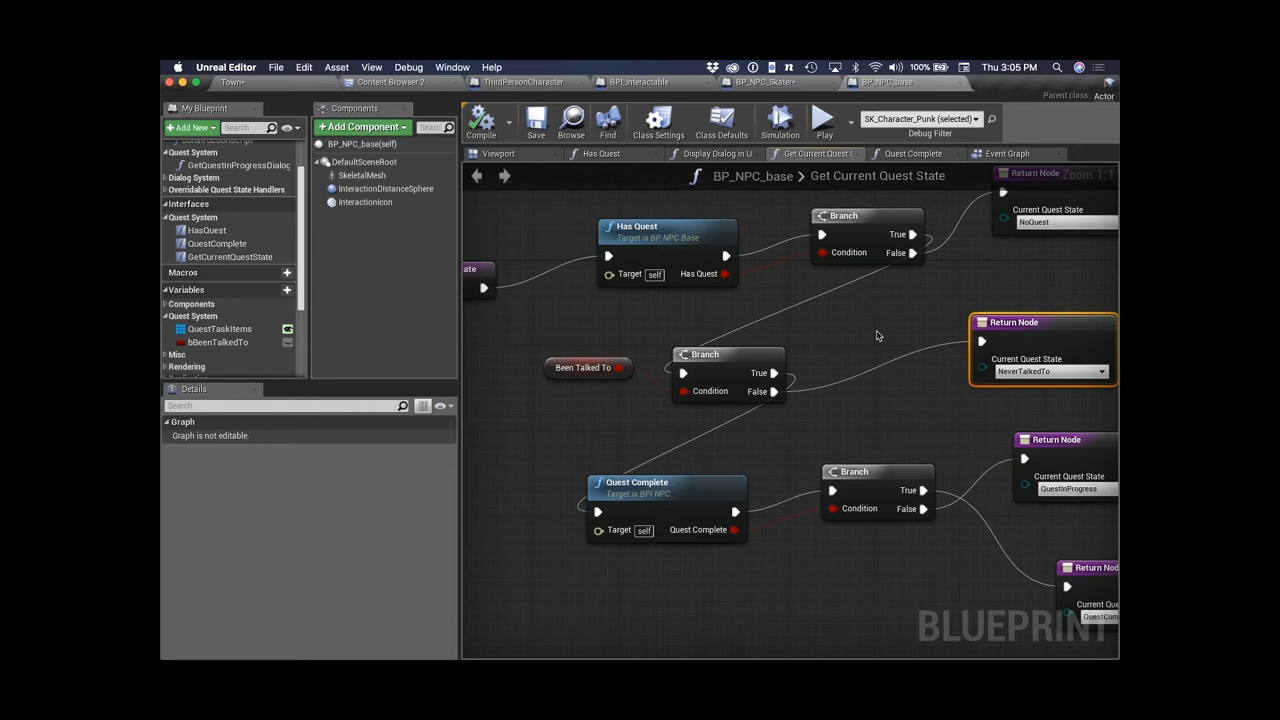 Unreal Editor File Edit Asset View Debug Window Help 100% Thu 3:05 PM
Town* Content Browser 2 ThirdPersonCharacter BPI_Interactable BP_NPC_Skater* BP_NPC_base
Parent class: Actor
My Blueprint Components
+Add New Search + Add Component Search
Compile Save Browse Find Class Settings Class Defaults Simulation Play SK_Character_Punk (selected) Debug Filter
ConstructionScript
Quest System
GetQuestInProgressDialog
Dialog System
Overridable Quest State Handlers
Interfaces
Quest System
HasQuest
QuestComplete
GetCurrentQuestState
Macros
Variables
Components
Quest System
QuestTaskItems
bBeenTalkedTo
Misc
Rendering
BP_NPC_base(self)
DefaultSceneRoot
SkeletalMesh
InteractionDistanceSphere
InteractionIcon
Details
Search
Graph
Graph is not editable.
Viewport Has Quest Display Dialog in U Get Current Quest Quest Complete Event Graph
BP_NPC_base > Get Current Quest State
Zoom 1:1
ate
Has Quest
Target is BP NPC Base
Target self Has Quest
Branch
True
Condition False
Return Node
Current Quest State
NoQuest
Been Talked To
Branch
True
Condition False
Return Node
Current Quest State
NeverTalkedTo
Quest Complete
Target is BPI NPC
Target self Quest Complete
Branch
True
Condition False
Return Node
Current Quest State
QuestInProgress
Return Nod
Current Que
QuestCom
BLUEPRINT